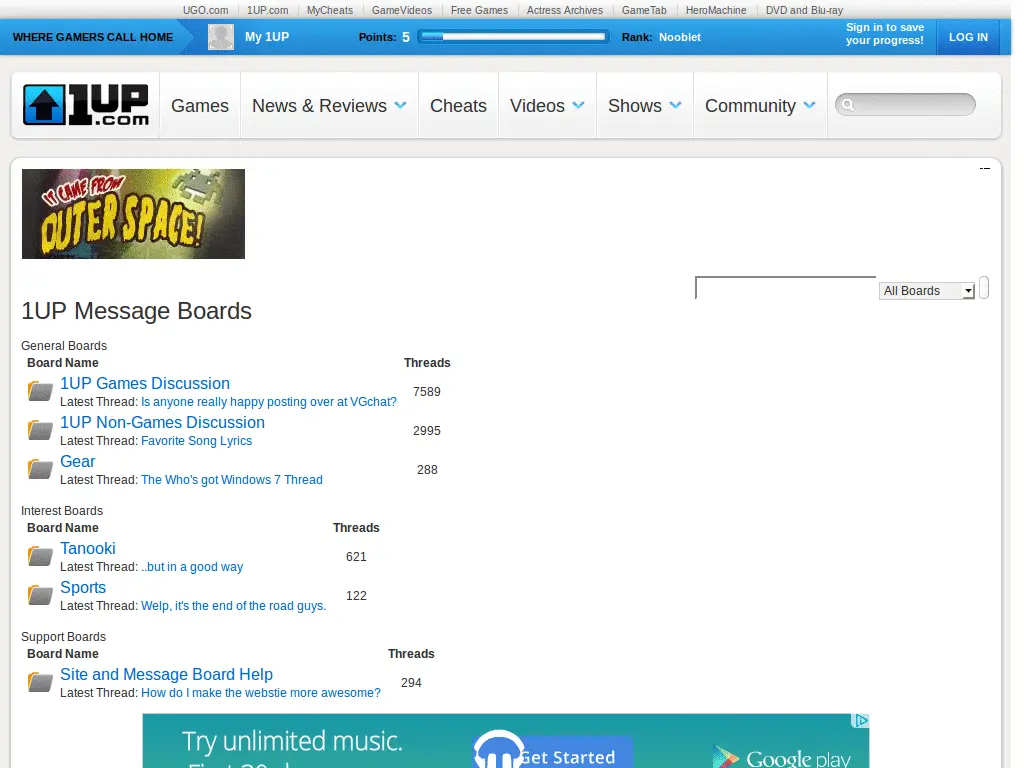 UGO.com 1UP.com MyCheats GameVideos Free Games Actress Archives GameTab HeroMachine DVD and Blu-ray
WHERE GAMERS CALL HOME My 1UP Points: 5 Rank: Nooblet Sign in to save your progress! LOG IN
1UP .com Games News & Reviews Cheats Videos Shows Community
IT CAME FROM
OUTER SPACE!
--
All Boards
1UP Message Boards
General Boards
Board Name Threads
1UP Games Discussion 7589
Latest Thread: Is anyone really happy posting over at VGchat?
1UP Non-Games Discussion 2995
Latest Thread: Favorite Song Lyrics
Gear 288
Latest Thread: The Who's got Windows 7 Thread
Interest Boards
Board Name Threads
Tanooki 621
Latest Thread: ..but in a good way
Sports 122
Latest Thread: Welp, it's the end of the road guys.
Support Boards
Board Name Threads
Site and Message Board Help 294
Latest Thread: How do I make the webstie more awesome?
Try unlimited music.
Get Started
Google play